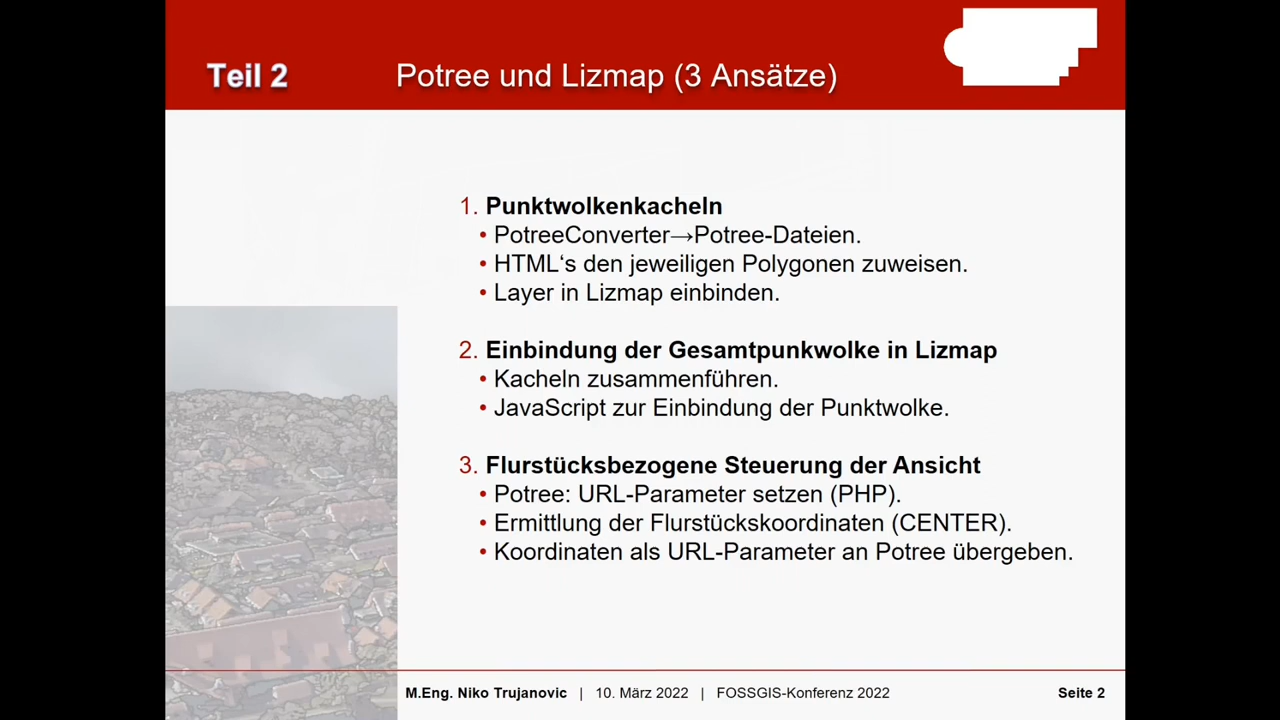 Teil 2
Potree und Lizmap (3 Ansätze)
1. Punktwolkenkacheln
• PotreeConverter→Potree-Dateien.
• HTML‘s den jeweiligen Polygonen zuweisen.
• Layer in Lizmap einbinden.
2. Einbindung der Gesamtpunkwolke in Lizmap
• Kacheln zusammenführen.
• JavaScript zur Einbindung der Punktwolke.
3. Flurstücksbezogene Steuerung der Ansicht
• Potree: URL-Parameter setzen (PHP).
• Ermittlung der Flurstückskoordinaten (CENTER).
• Koordinaten als URL-Parameter an Potree übergeben.
M.Eng. Niko Trujanovic | 10. März 2022 | FOSSGIS-Konferenz 2022
Seite 2